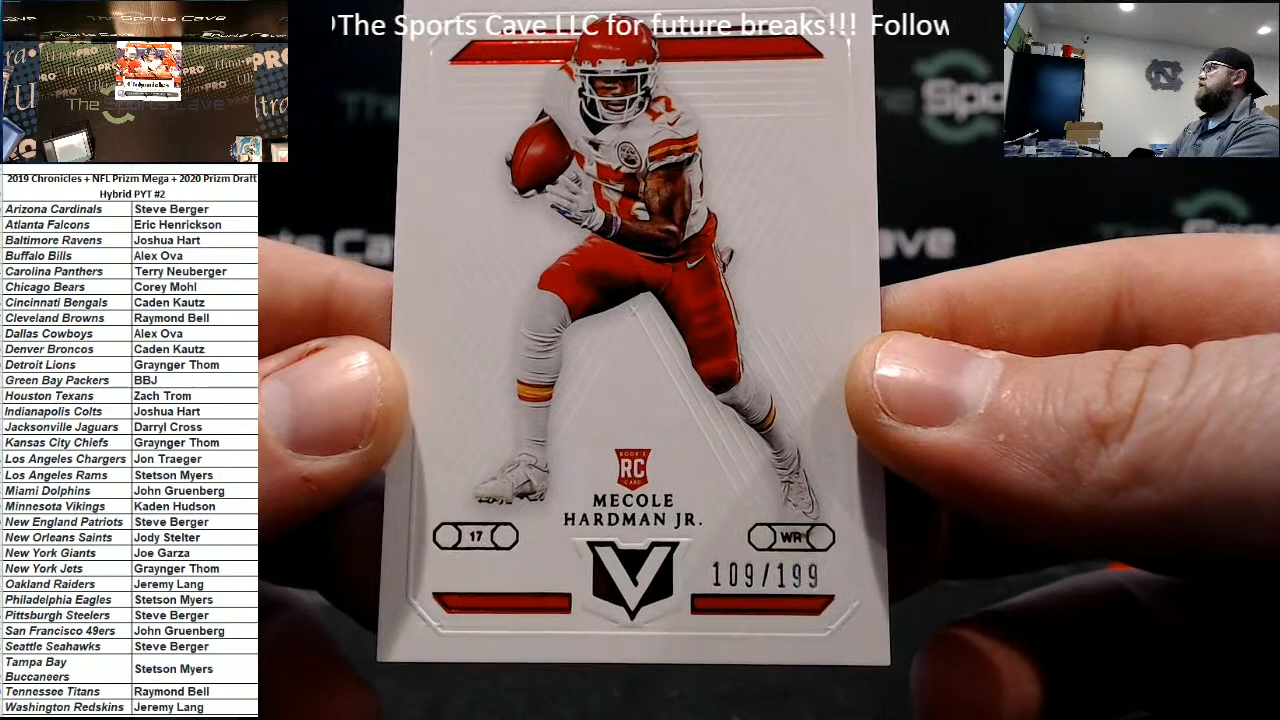 The Sports Cave LLC for future breaks!!! Follow
2019 Chronicles + NFL Prizm Mega + 2020 Prizm Draft
Hybrid PYT #2
Arizona Cardinals Steve Berger
Atlanta Falcons Eric Henrickson
Baltimore Ravens Joshua Hart
Buffalo Bills Alex Ova
Carolina Panthers Terry Neuberger
Chicago Bears Corey Mohl
Cincinnati Bengals Caden Kautz
Cleveland Browns Raymond Bell
Dallas Cowboys Alex Ova
Denver Broncos Caden Kautz
Detroit Lions Graynger Thom
Green Bay Packers BBJ
Houston Texans Zach Trom
Indianapolis Colts Joshua Hart
Jacksonville Jaguars Darryl Cross
Kansas City Chiefs Graynger Thom
Los Angeles Chargers Jon Traeger
Los Angeles Rams Stetson Myers
Miami Dolphins John Gruenberg
Minnesota Vikings Kaden Hudson
New England Patriots Steve Berger
New Orleans Saints Jody Stelter
New York Giants Joe Garza
New York Jets Graynger Thom
Oakland Raiders Jeremy Lang
Philadelphia Eagles Stetson Myers
Pittsburgh Steelers Steve Berger
San Francisco 49ers John Gruenberg
Seattle Seahawks Steve Berger
Tampa Bay
Buccaneers Stetson Myers
Tennessee Titans Raymond Bell
Washington Redskins Jeremy Lang
The Sports Cave
17
RC
CARD
MECOLE
HARDMAN JR.
17 WR
V
109/199